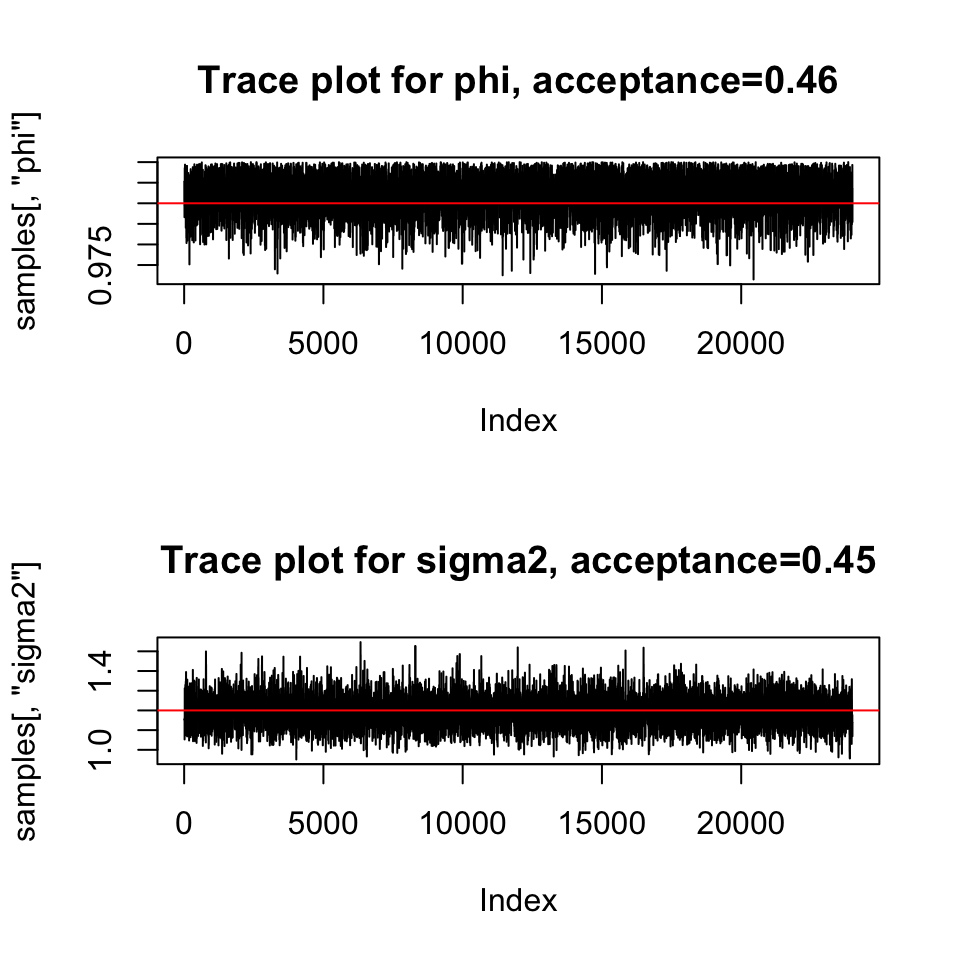 Trace plot for phi, acceptance=0.46
samples[, "phi"]
0.975
0 5000 10000 15000 20000
Index
Trace plot for sigma2, acceptance=0.45
samples[, "sigma2"]
1.0 1.4
0 5000 10000 15000 20000
Index